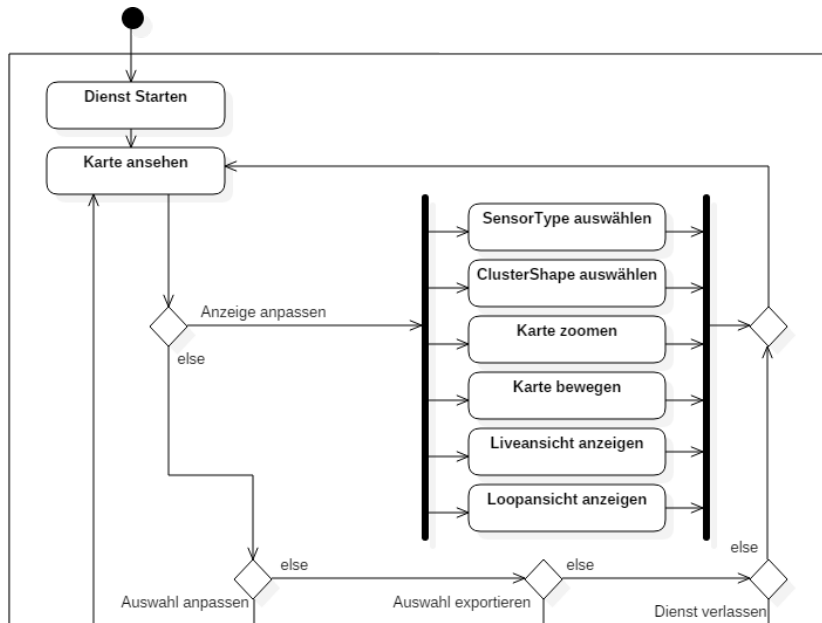 Dienst Starten
Karte ansehen
SensorType auswählen
ClusterShape auswählen
Anzeige anpassen
Karte zoomen
else
Karte bewegen
Liveansicht anzeigen
Loopansicht anzeigen
else
else
else
Auswahl anpassen
Auswahl exportieren
Dienst verlassen